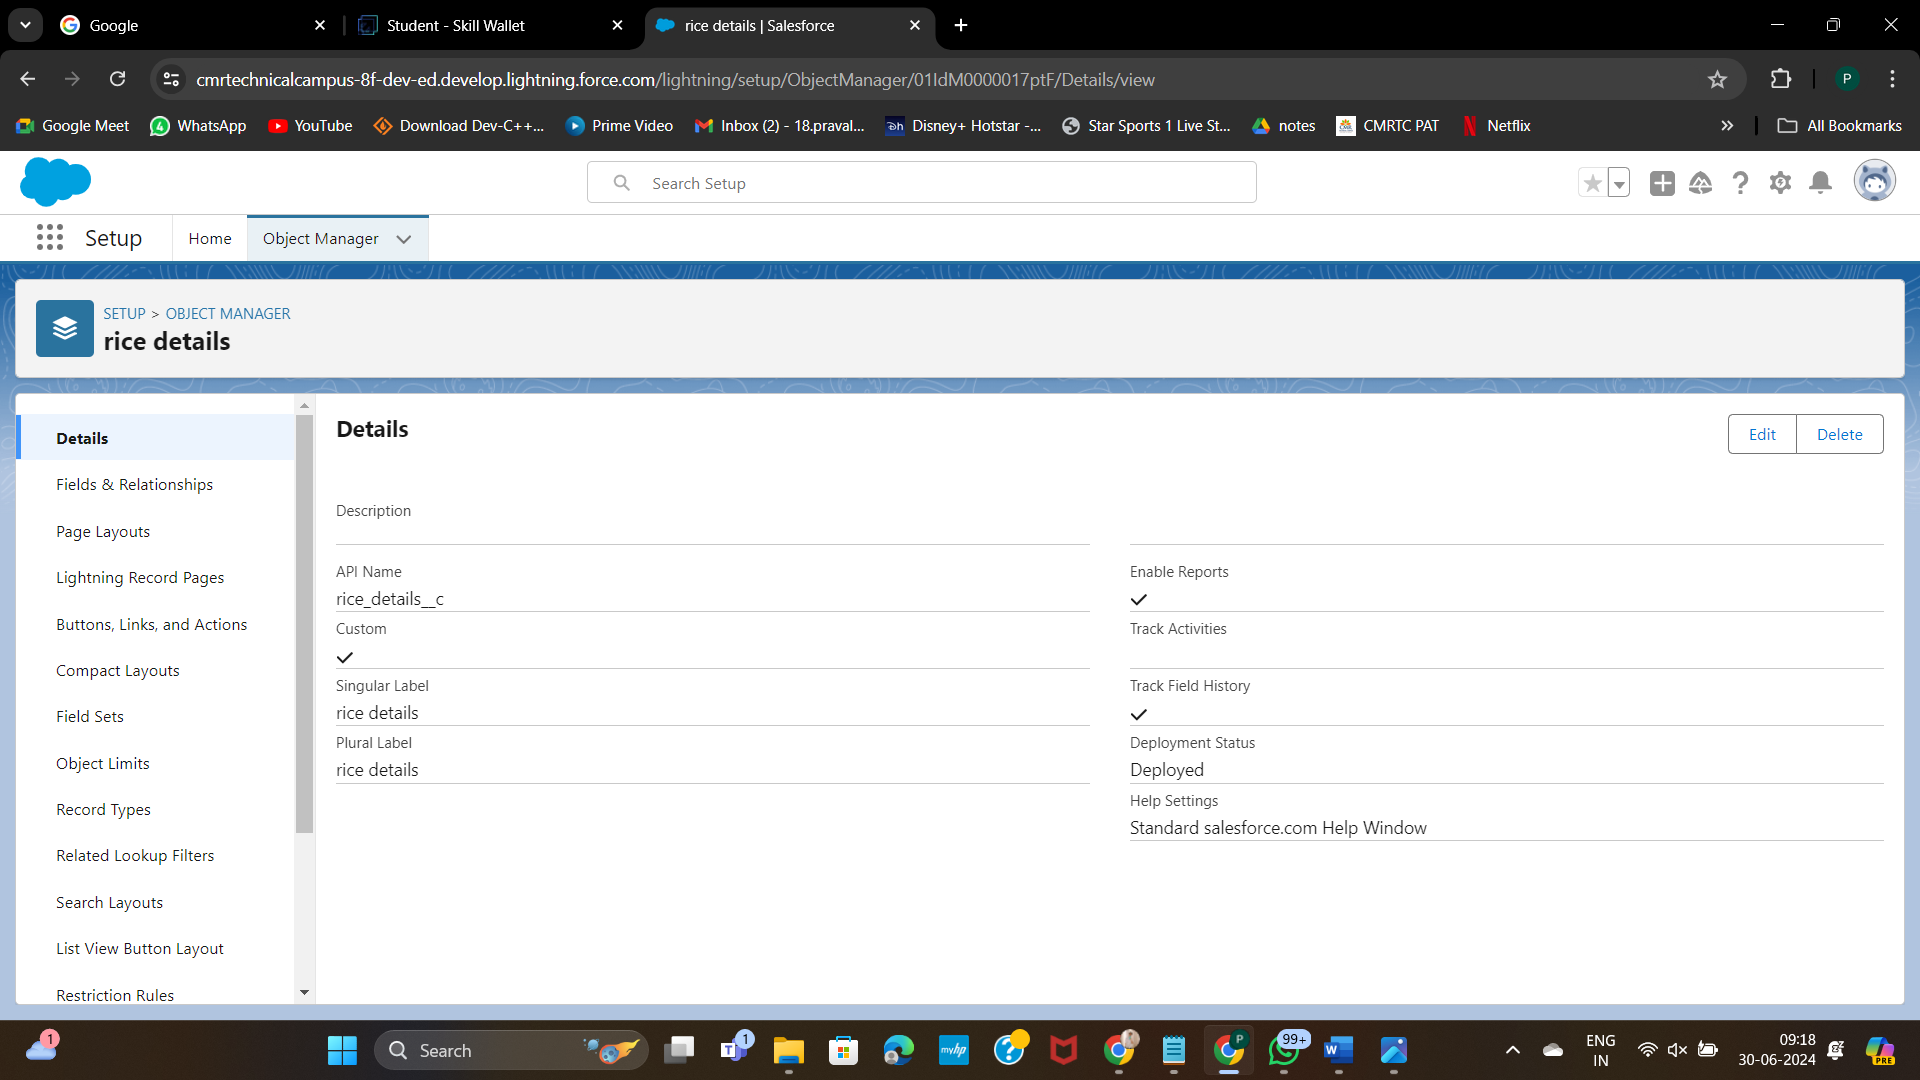 Google
Student - Skill Wallet
rice details | Salesforce
cmrtechnicalcampus-8f-dev-ed.develop.lightning.force.com/lightning/setup/ObjectManager/01IdM0000017ptF/Details/view
P
Google Meet
4 WhatsApp
YouTube
Download Dev-C++...
Prime Video
Inbox (2) - 18.praval...
Disney+ Hotstar -...
Star Sports 1 Live St...
notes
CMRTC PAT
Netflix
All Bookmarks
Search Setup
Setup
Home
Object Manager
SETUP > OBJECT MANAGER
rice details
Details
Fields & Relationships
Page Layouts
Lightning Record Pages
Buttons, Links, and Actions
Compact Layouts
Field Sets
Object Limits
Record Types
Related Lookup Filters
Search Layouts
List View Button Layout
Restriction Rules
Details
Edit
Delete
Description
API Name
rice_details__c
Custom
Singular Label
rice details
Plural Label
rice details
Enable Reports
Track Activities
Track Field History
Deployment Status
Deployed
Help Settings
Standard salesforce.com Help Window
1
Search
1
myhp
P
99+
ENG
IN
09:18
30-06-2024
PRE